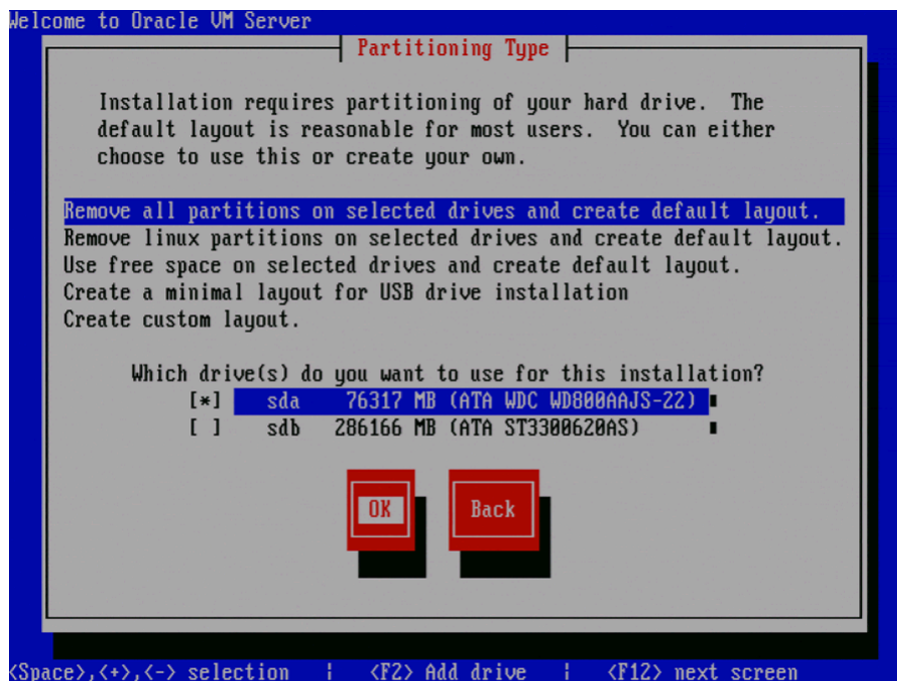 Welcome to Oracle VM Server
Partitioning Type
Installation requires partitioning of your hard drive. The
default layout is reasonable for most users. You can either
choose to use this or create your own.
Remove all partitions on selected drives and create default layout.
Remove linux partitions on selected drives and create default layout.
Use free space on selected drives and create default layout.
Create a minimal layout for USB drive installation
Create custom layout.
Which drive(s) do you want to use for this installation?
[*] sda 76317 MB (ATA WDC WD800AAJS-22)
[ ] sdb 286166 MB (ATA ST3300620AS)
OK Back
<Space>,<+>,<-> selection | <F2> Add drive | <F12> next screen